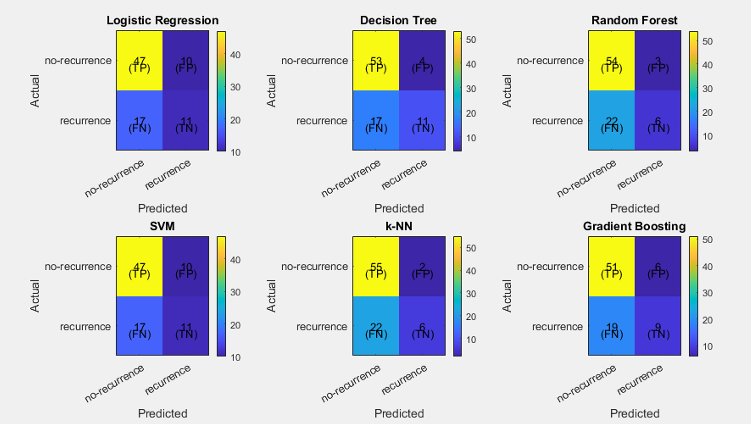 Logistic Regression
Actual
no-recurrence
47
(TP)
10
(FP)
recurrence
17
(FN)
11
(TN)
40
30
20
10
no-recurrence
recurrence
Predicted
Decision Tree
Actual
no-recurrence
53
(TP)
4
(FP)
recurrence
17
(FN)
11
(TN)
50
40
30
20
10
no-recurrence
recurrence
Predicted
Random Forest
Actual
no-recurrence
54
(TP)
3
(FP)
recurrence
22
(FN)
6
(TN)
50
40
30
20
10
no-recurrence
recurrence
Predicted
SVM
Actual
no-recurrence
47
(TP)
10
(FP)
recurrence
17
(FN)
11
(TN)
40
30
20
10
no-recurrence
recurrence
Predicted
k-NN
Actual
no-recurrence
55
(TP)
2
(FP)
recurrence
22
(FN)
6
(TN)
50
40
30
20
10
no-recurrence
recurrence
Predicted
Gradient Boosting
Actual
no-recurrence
51
(TP)
6
(FP)
recurrence
19
(FN)
9
(TN)
50
40
30
20
10
no-recurrence
recurrence
Predicted